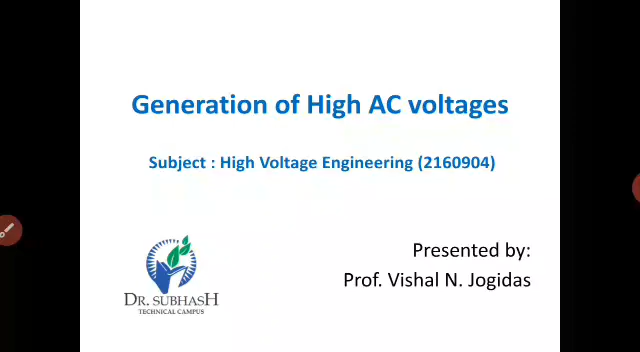 Generation of High AC voltages
Subject : High Voltage Engineering (2160904)
Presented by:
Prof. Vishal N. Jogidas
DR. SUBHASH
TECHNICAL CAMPUS